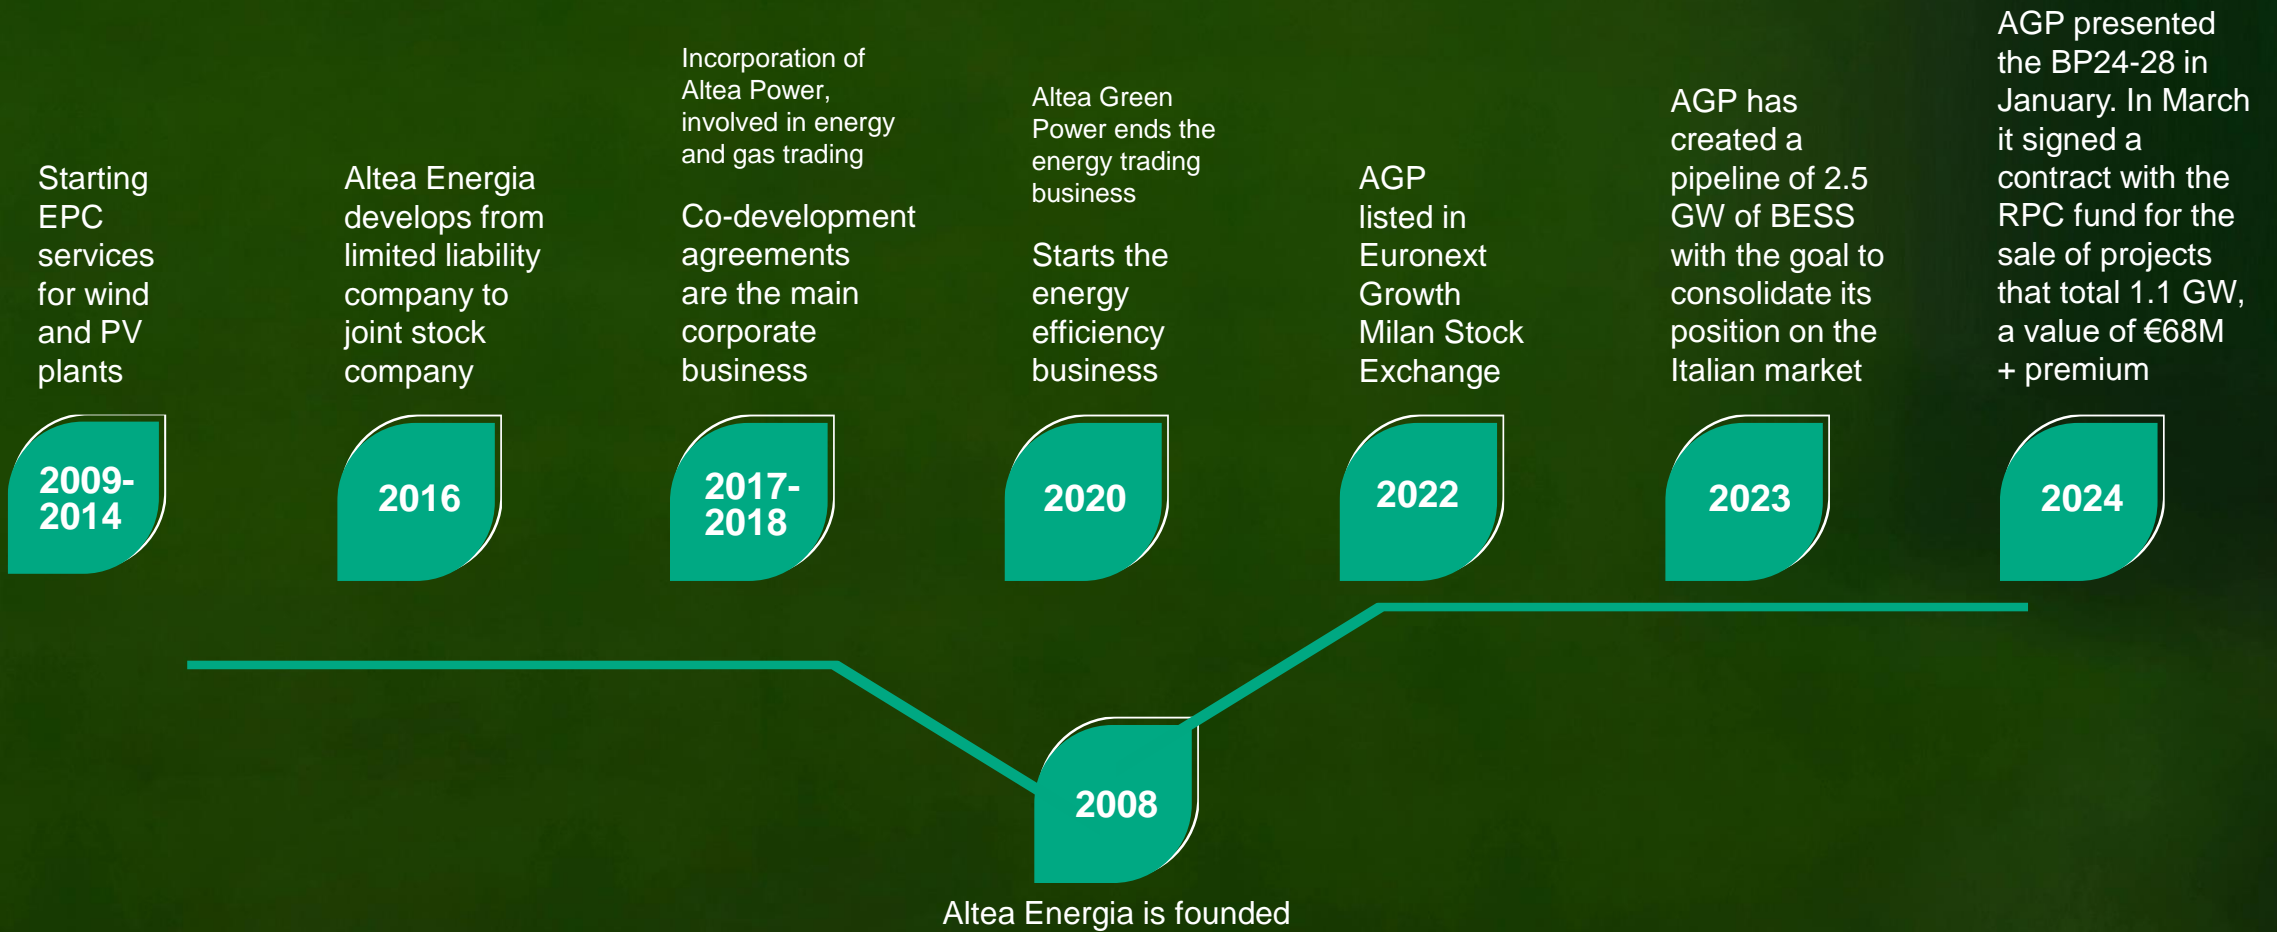 Starting
EPC
services
for wind
and PV
plants
2009-
2014
Altea Energia
develops from
limited liability
company to
joint stock
company
2016
Incorporation of
Altea Power,
involved in energy
and gas trading
Co-development
agreements
are the main
corporate
business
2017-
2018
Altea Green
Power ends the
energy trading
business
Starts the
energy
efficiency
business
2020
AGP
listed in
Euronext
Growth
Milan Stock
Exchange
2022
AGP has
created a
pipeline of 2.5
GW of BESS
with the goal to
consolidate its
position on the
Italian market
2023
AGP presented
the BP24-28 in
January. In March
it signed a
contract with the
RPC fund for the
sale of projects
that total 1.1 GW,
a value of €68M
+ premium
2024
2008
Altea Energia is founded